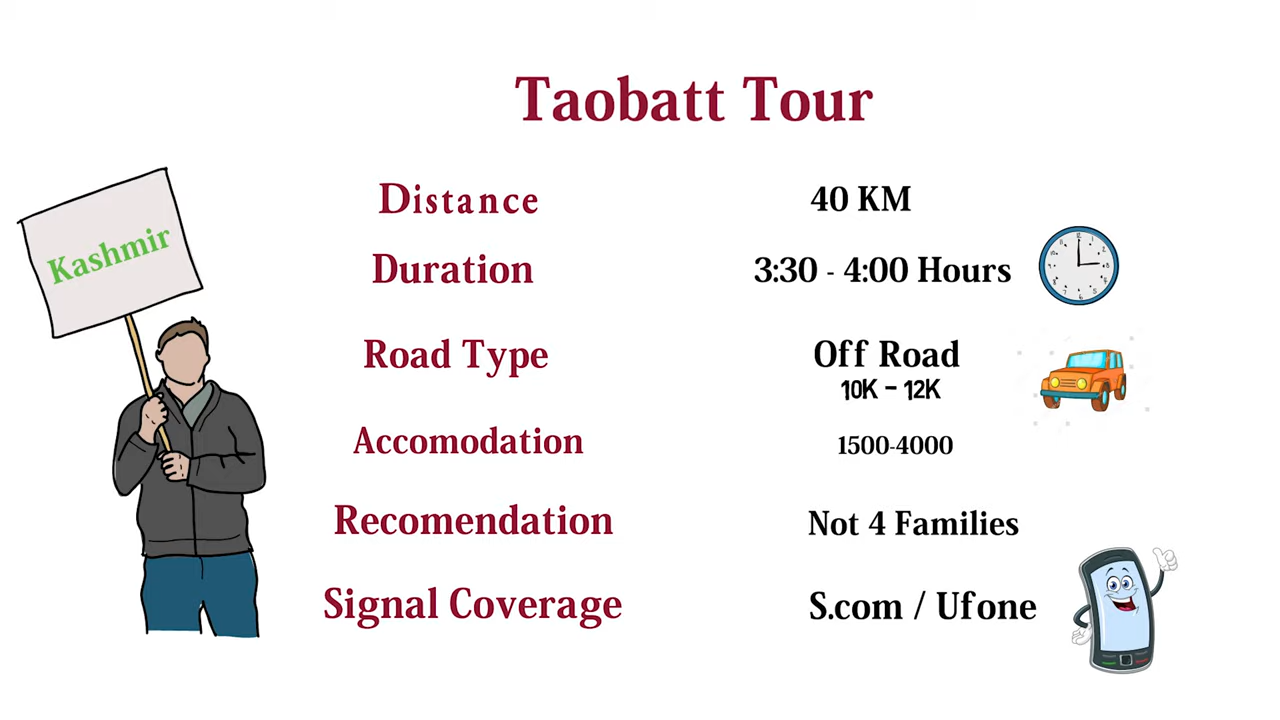 Taobatt Tour
Kashmir
Distance 40 KM
Duration 3:30 - 4:00 Hours
Road Type Off Road
10K - 12K
Accomodation 1500-4000
Recomendation Not 4 Families
Signal Coverage S.com / Ufone